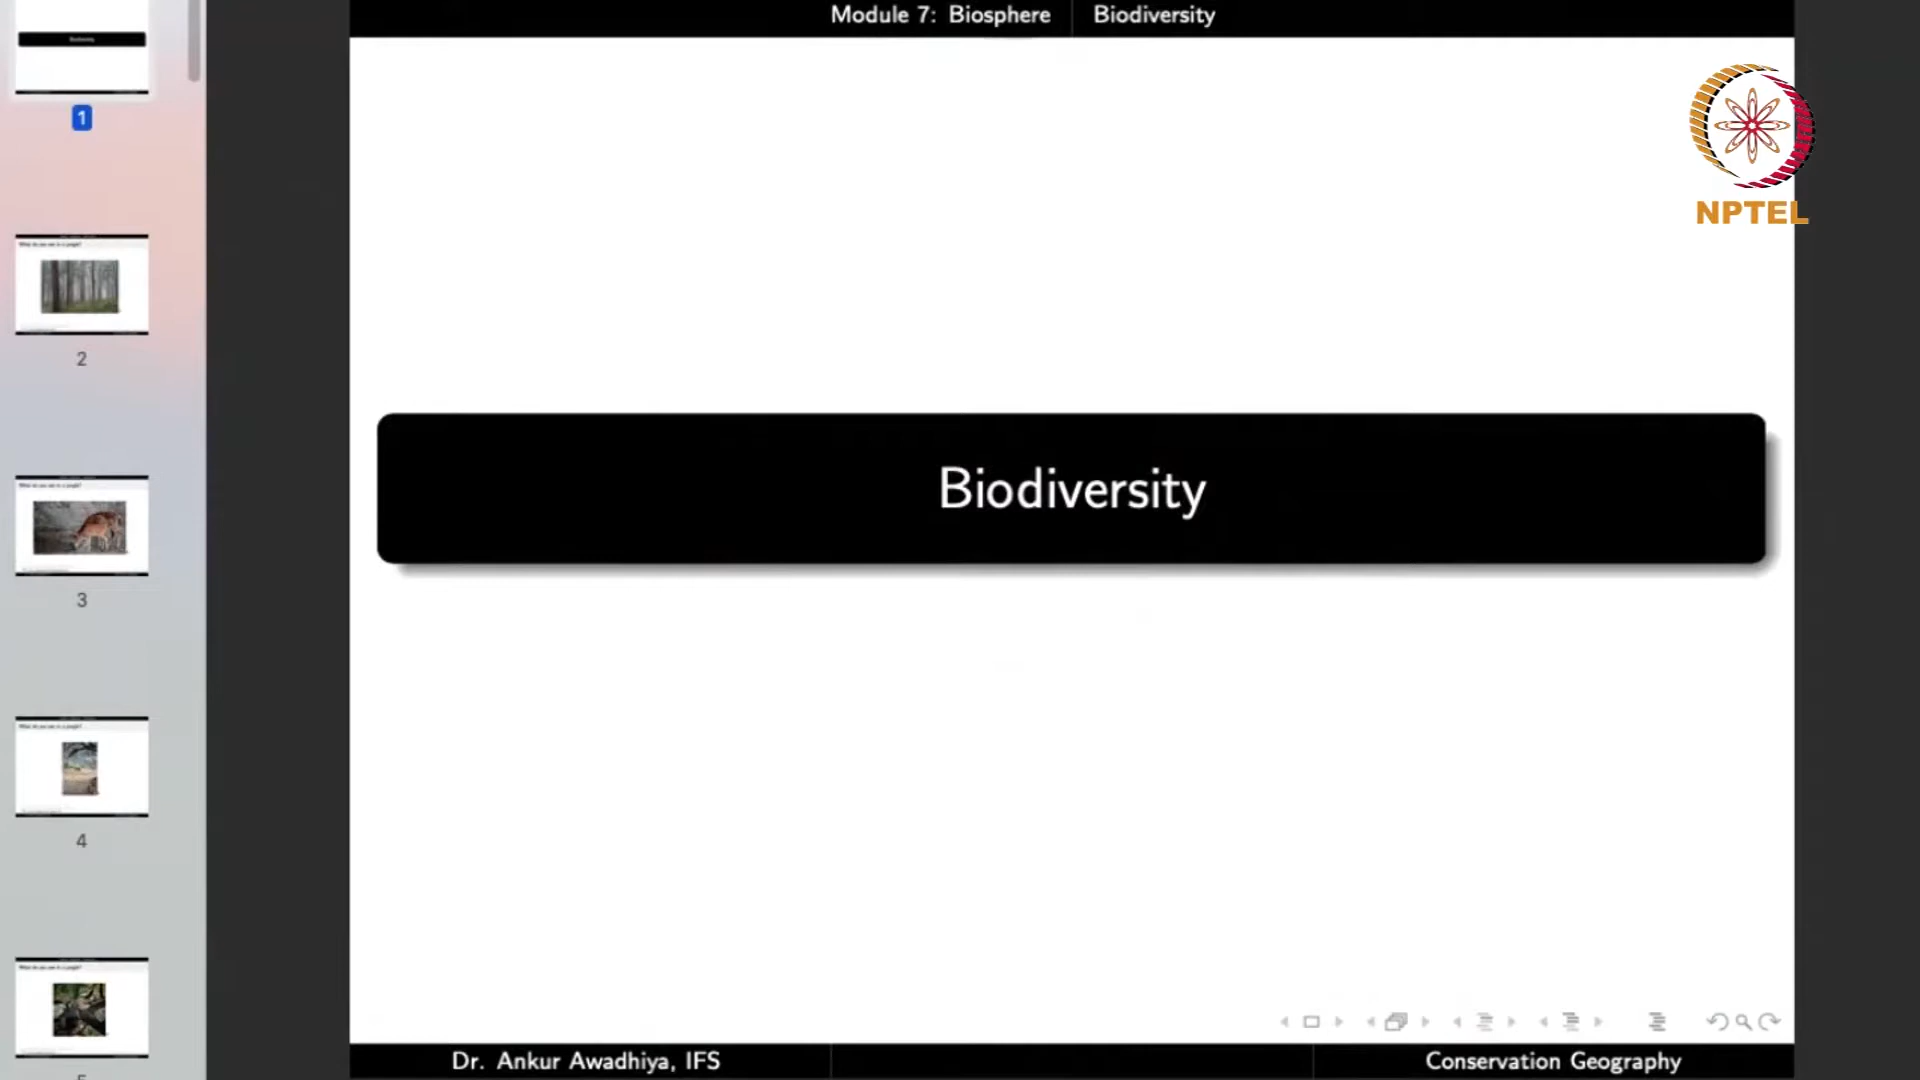 Module 7: Biosphere Biodiversity
NPTEL
1
2
3
4
Biodiversity
Dr. Ankur Awadhiya, IFS Conservation Geography